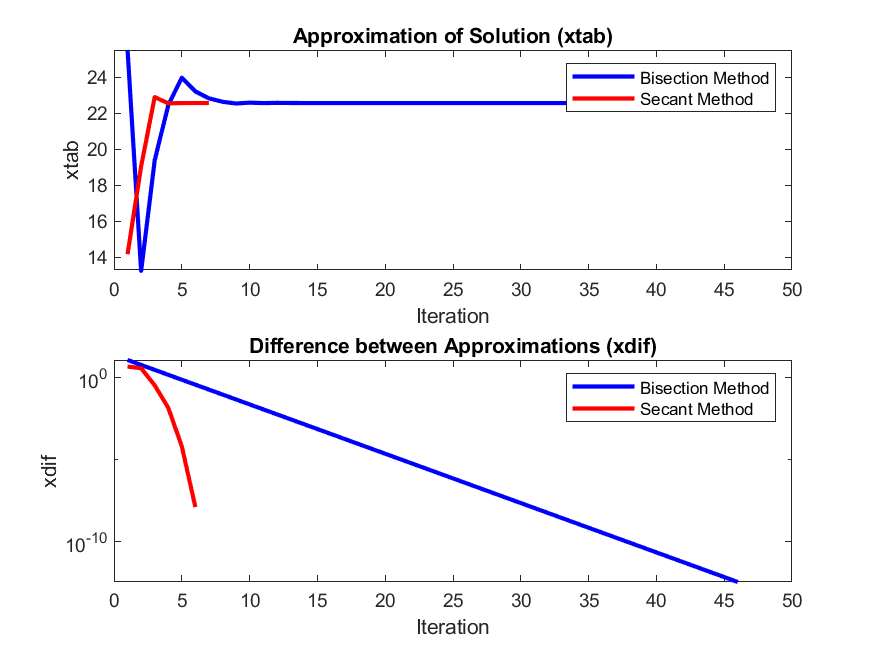 Approximation of Solution (xtab)
24
22
20
18
16
14
xtab
Bisection Method
Secant Method
0 5 10 15 20 25 30 35 40 45 50
Iteration
Difference between Approximations (xdif)
10^0
10^-10
xdif
Bisection Method
Secant Method
0 5 10 15 20 25 30 35 40 45 50
Iteration